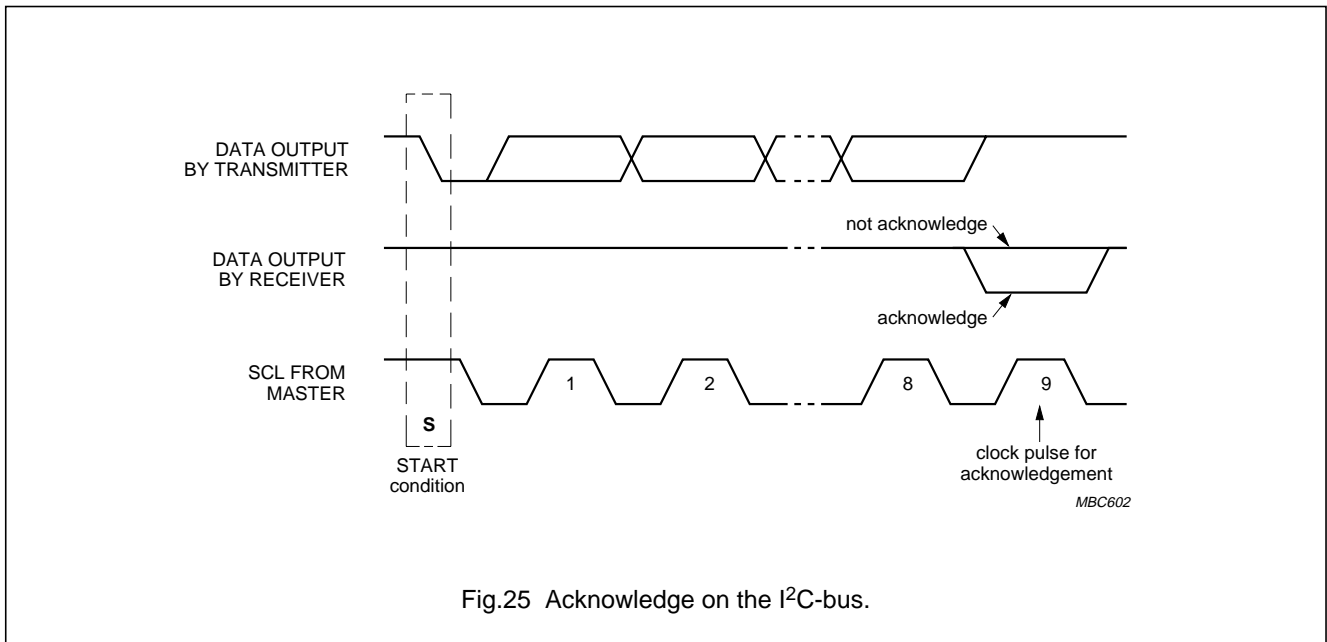 DATA OUTPUT
BY TRANSMITTER
not acknowledge
DATA OUTPUT
BY RECEIVER
acknowledge
SCL FROM
MASTER
1
2
8
9
S
START
condition
clock pulse for
acknowledgement
MBC602
Fig.25 Acknowledge on the I²C-bus.